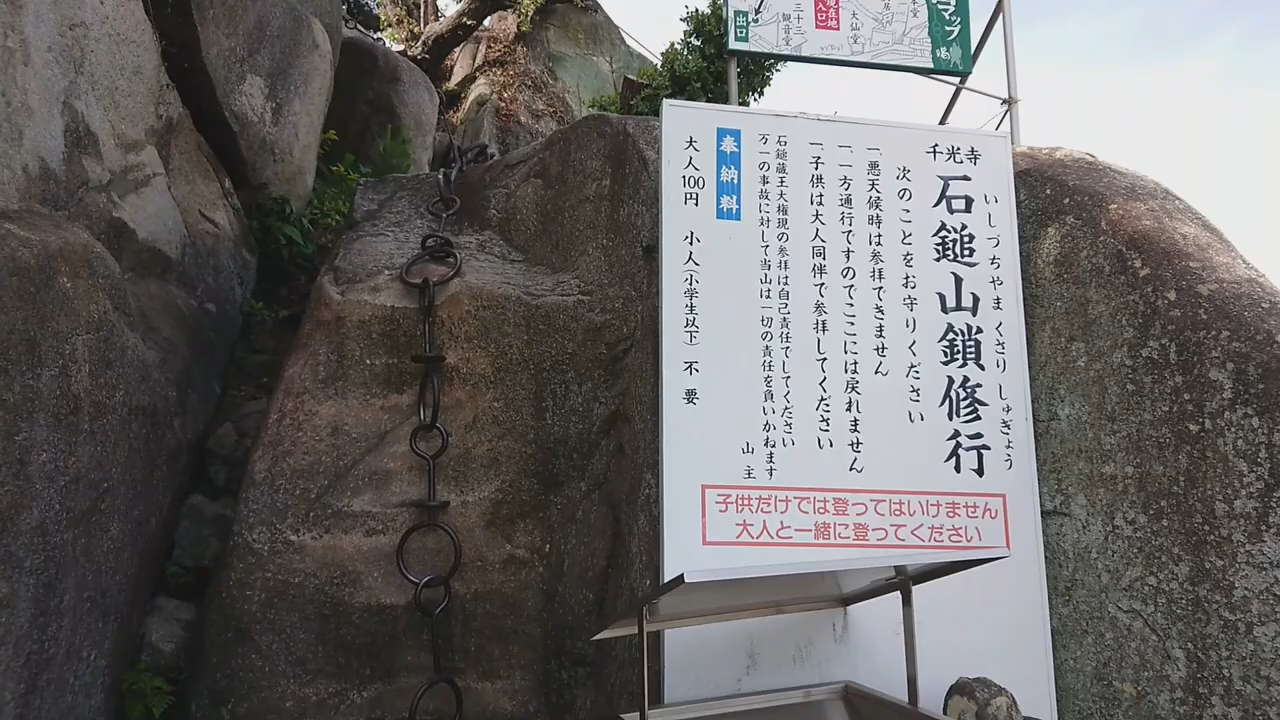 出口
三十三
観音堂
現在地
入口
大仙堂
本堂
マップ
千光寺
石鎚山鎖修行
いしづちやま くさり しゅぎょう
次のことをお守りください
一、悪天候時は参拝できません
一、一方通行ですのでここには戻れません
一、子供は大人同伴で参拝してください
石鎚蔵王大権現の参拝は自己責任でしてください
万一の事故に対して当山は一切の責任を負いかねます
山主
奉納料
大人100円 小人(小学生以下)不要
子供だけでは登ってはいけません
大人と一緒に登ってください